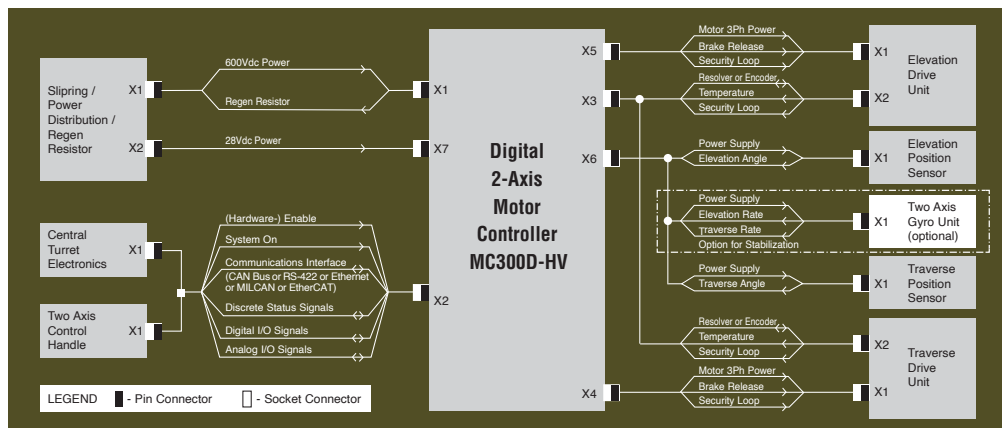 Slipring /
Power
Distribution /
Regen
Resistor
X1
X2
600Vdc Power
Regen Resistor
28Vdc Power
X1
X7
Central
Turret
Electronics
X1
Two Axis
Control
Handle
X1
(Hardware-) Enable
System On
Communications Interface
(CAN Bus or RS-422 or Ethernet
or MILCAN or EtherCAT)
Discrete Status Signals
Digital I/O Signals
Analog I/O Signals
X2
Digital
2-Axis
Motor
Controller
MC300D-HV
X5
X3
X6
X4
Motor 3Ph Power
Brake Release
Security Loop
X1
Resolver or Encoder
Temperature
Security Loop
X2
Elevation
Drive
Unit
Power Supply
Elevation Angle
X1
Elevation
Position
Sensor
Power Supply
Elevation Rate
Traverse Rate
Option for Stabilization
X1
Two Axis
Gyro Unit
(optional)
Power Supply
Traverse Angle
X1
Traverse
Position
Sensor
Resolver or Encoder
Temperature
Security Loop
X2
Motor 3Ph Power
Brake Release
Security Loop
X1
Traverse
Drive
Unit
LEGEND - Pin Connector - Socket Connector